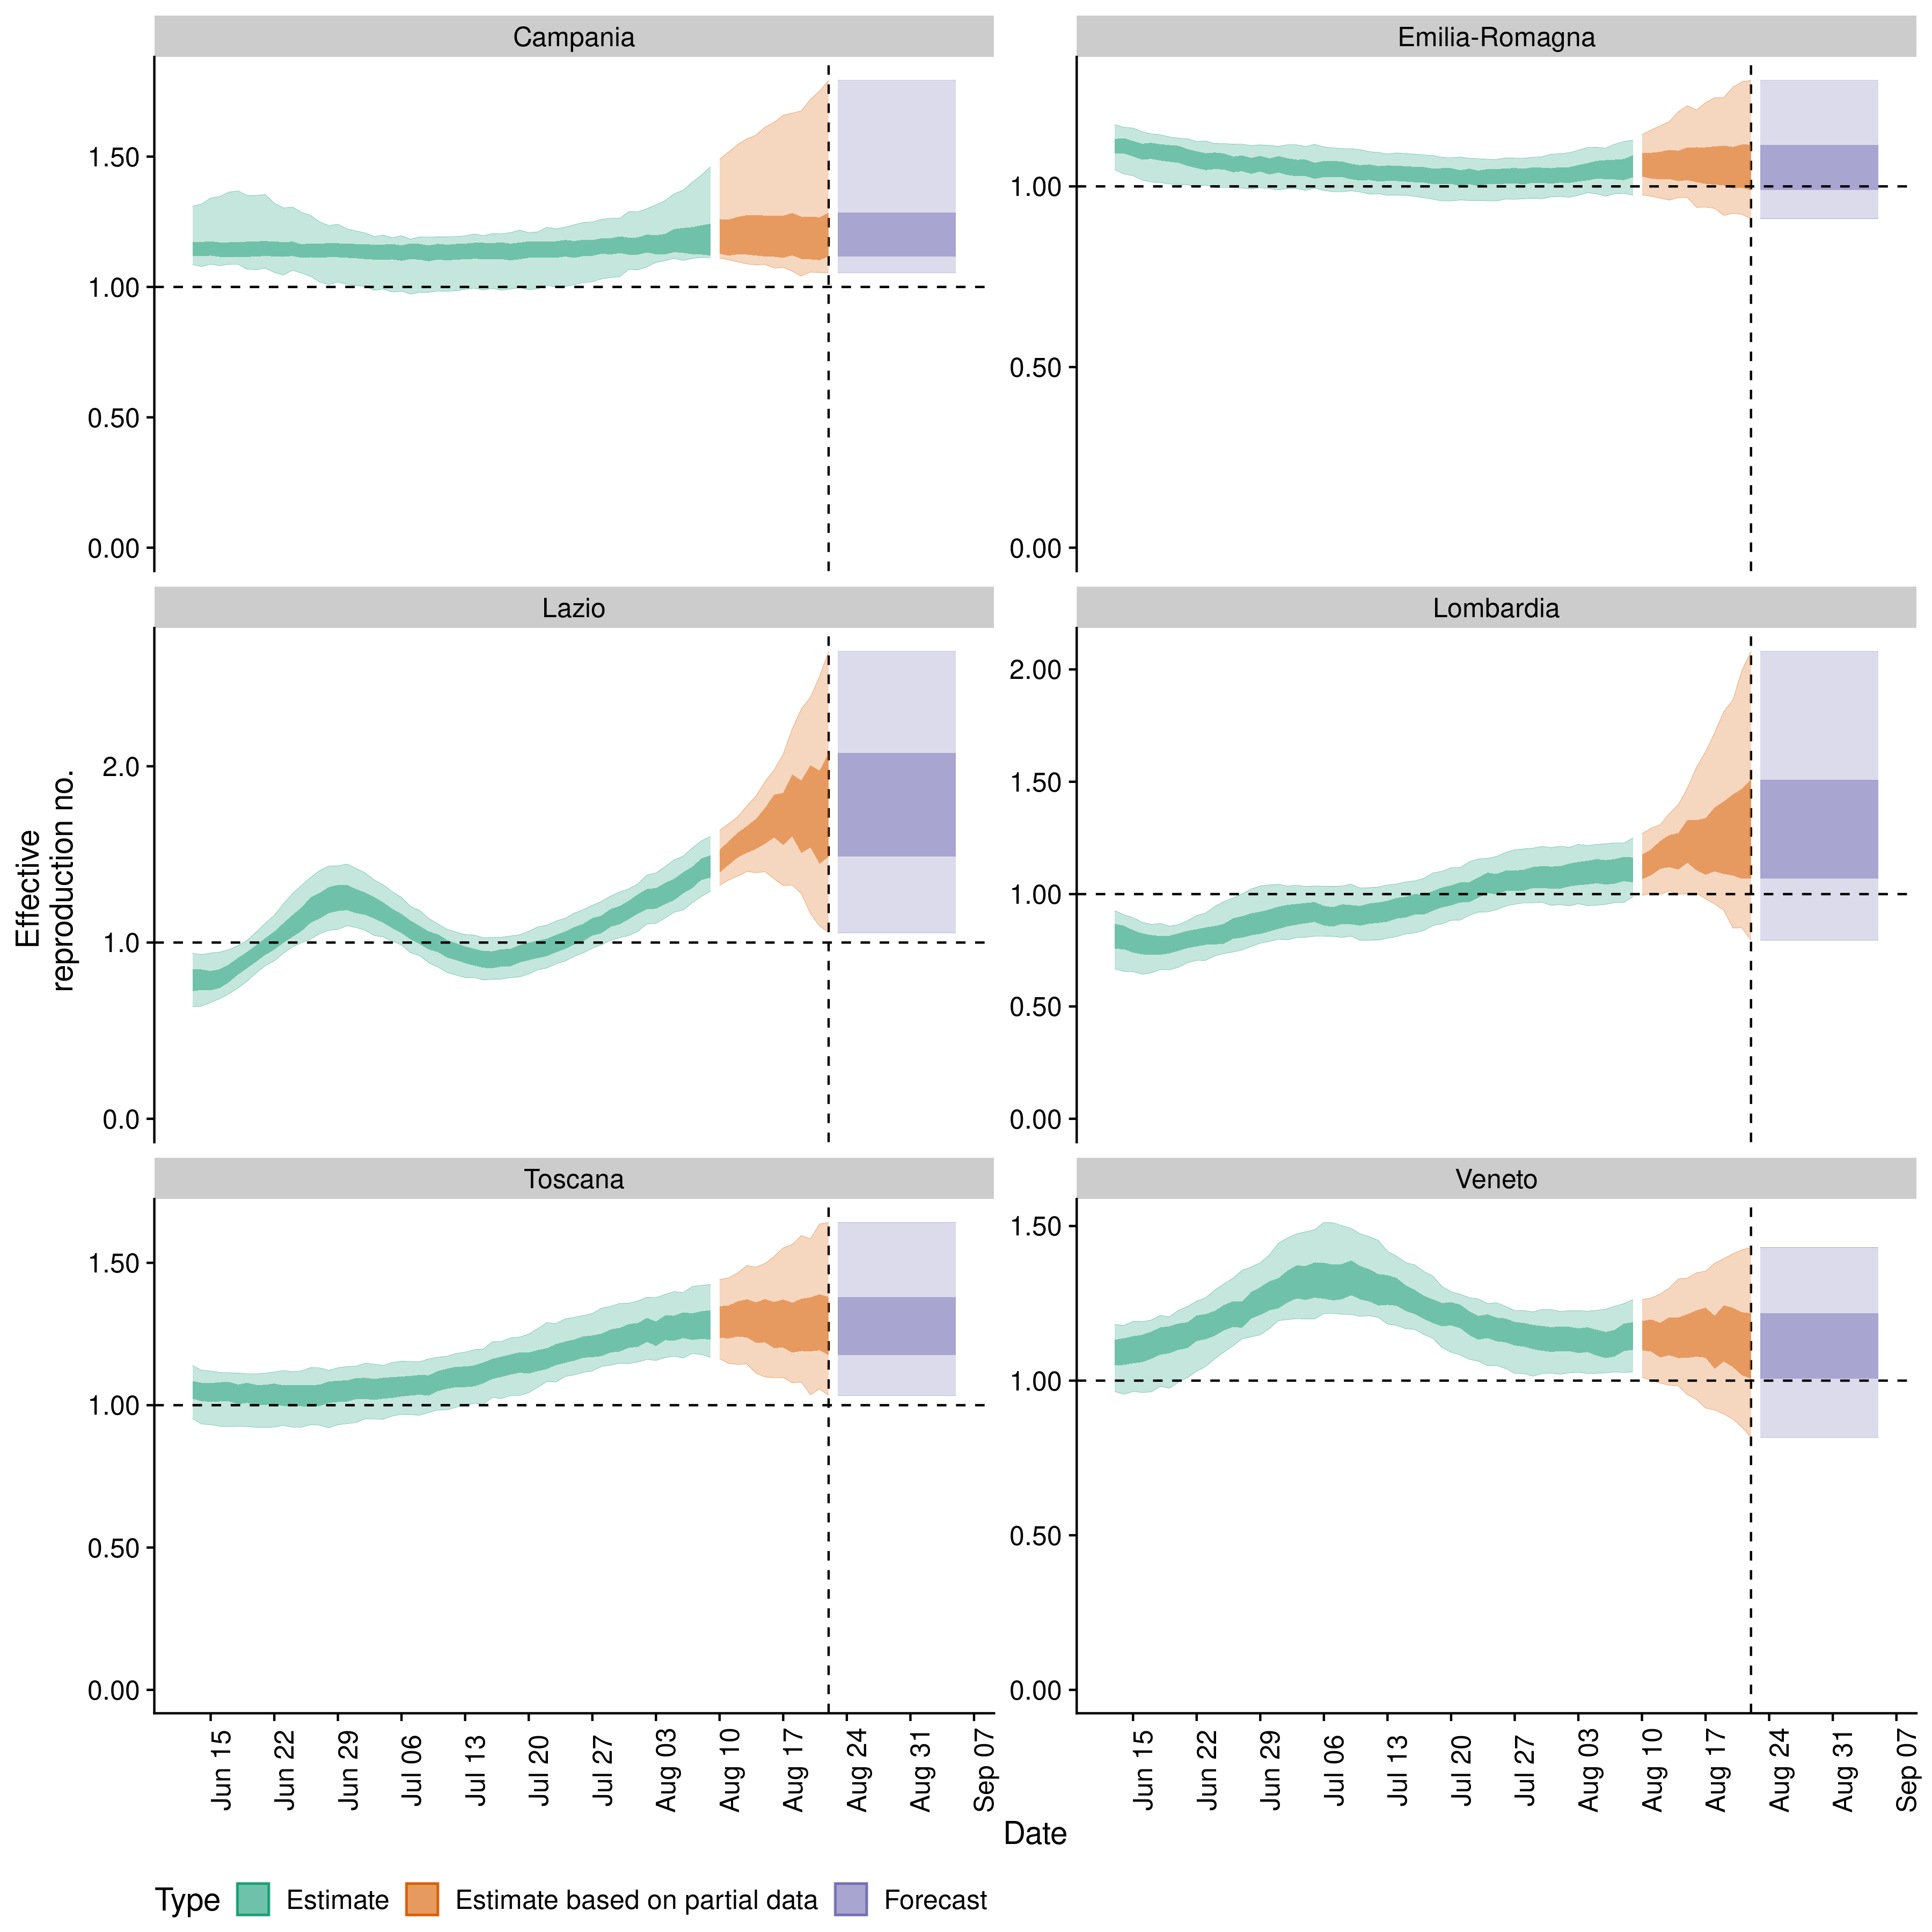 Campania
Emilia-Romagna
1.50
1.00
0.50
0.00
1.00
0.50
0.00
Lazio
Lombardia
2.0
1.0
0.0
2.00
1.50
1.00
0.50
0.00
Toscana
Veneto
1.50
1.00
0.50
0.00
1.50
1.00
0.50
0.00
Effective
reproduction no.
Jun 15
Jun 22
Jun 29
Jul 06
Jul 13
Jul 20
Jul 27
Aug 03
Aug 10
Aug 17
Aug 24
Aug 31
Sep 07
Jun 15
Jun 22
Jun 29
Jul 06
Jul 13
Jul 20
Jul 27
Aug 03
Aug 10
Aug 17
Aug 24
Aug 31
Sep 07
Date
Type Estimate Estimate based on partial data Forecast